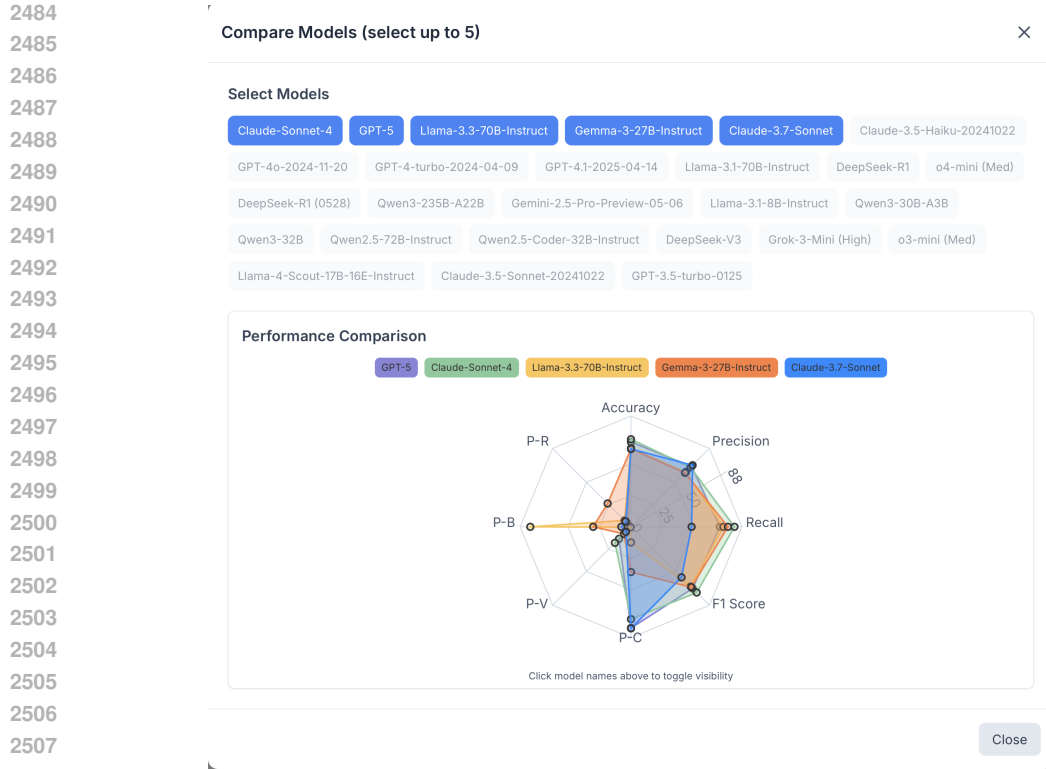 2484
2485
2486
2487
2488
2489
2490
2491
2492
2493
2494
2495
2496
2497
2498
2499
2500
2501
2502
2503
2504
2505
2506
2507
Compare Models (select up to 5)
Select Models
Claude-Sonnet-4 GPT-5 Llama-3.3-70B-Instruct Gemma-3-27B-Instruct Claude-3.7-Sonnet Claude-3.5-Haiku-20241022
GPT-4o-2024-11-20 GPT-4-turbo-2024-04-09 GPT-4.1-2025-04-14 Llama-3.1-70B-Instruct DeepSeek-R1 o4-mini (Med)
DeepSeek-R1 (0528) Qwen3-235B-A22B Gemini-2.5-Pro-Preview-05-06 Llama-3.1-8B-Instruct Qwen3-30B-A3B
Qwen3-32B Qwen2.5-72B-Instruct Qwen2.5-Coder-32B-Instruct DeepSeek-V3 Grok-3-Mini (High) o3-mini (Med)
Llama-4-Scout-17B-16E-Instruct Claude-3.5-Sonnet-20241022 GPT-3.5-turbo-0125
Performance Comparison
GPT-5 Claude-Sonnet-4 Llama-3.3-70B-Instruct Gemma-3-27B-Instruct Claude-3.7-Sonnet
Accuracy
P-R Precision
88
50
25
0
P-B Recall
P-V F1 Score
P-C
Click model names above to toggle visibility
Close